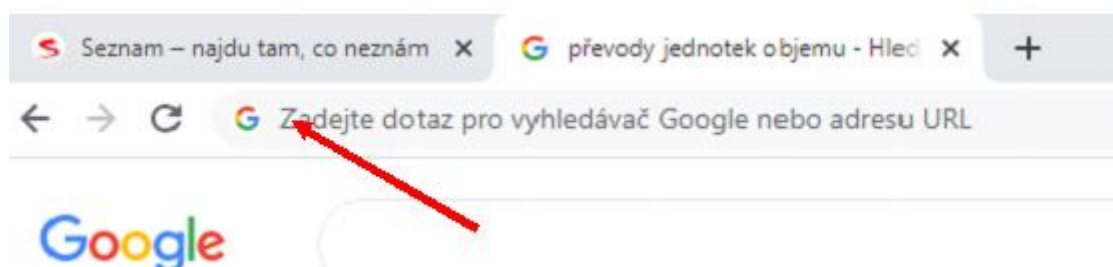 Seznam – najdu tam, co neznám
převody jednotek objemu - Hled
Zadejte dotaz pro vyhledávač Google nebo adresu URL
Google